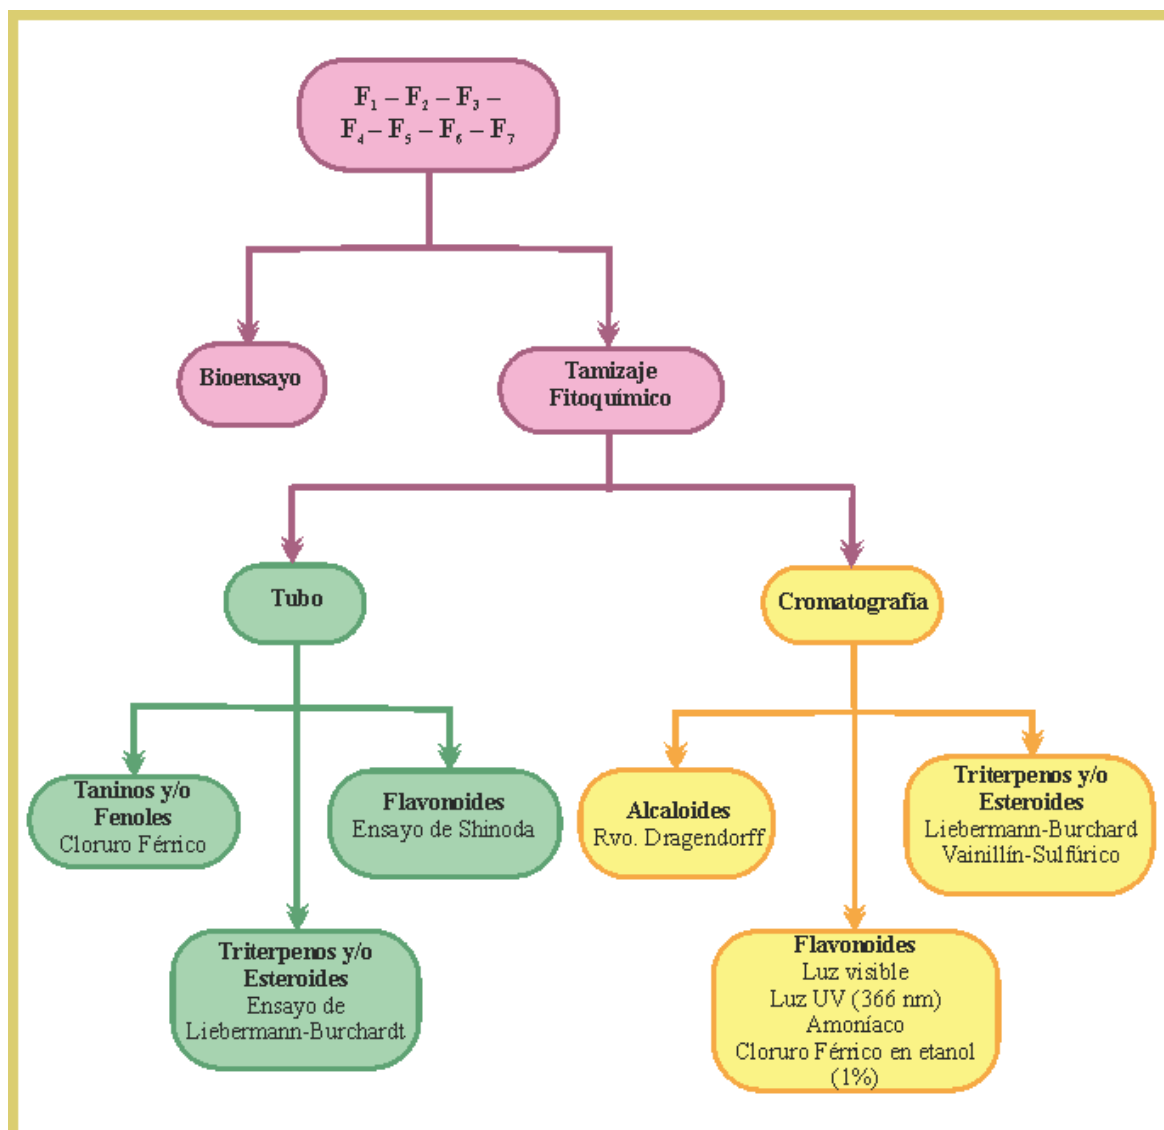 F₁ – F₂ – F₃ –
F₄ – F₅ – F₆ – F₇
Bioensayo
Tamizaje
Fitoquímico
Tubo
Cromatografía
Taninos y/o
Fenoles
Cloruro Férrico
Flavonoides
Ensayo de Shinoda
Triterpenos y/o
Esteroides
Ensayo de
Liebermann-Burchardt
Alcaloides
Rvo. Dragendorff
Triterpenos y/o
Esteroides
Liebermann-Burchard
Vainillín-Sulfúrico
Flavonoides
Luz visible
Luz UV (366 nm)
Amoníaco
Cloruro Férrico en etanol
(1%)